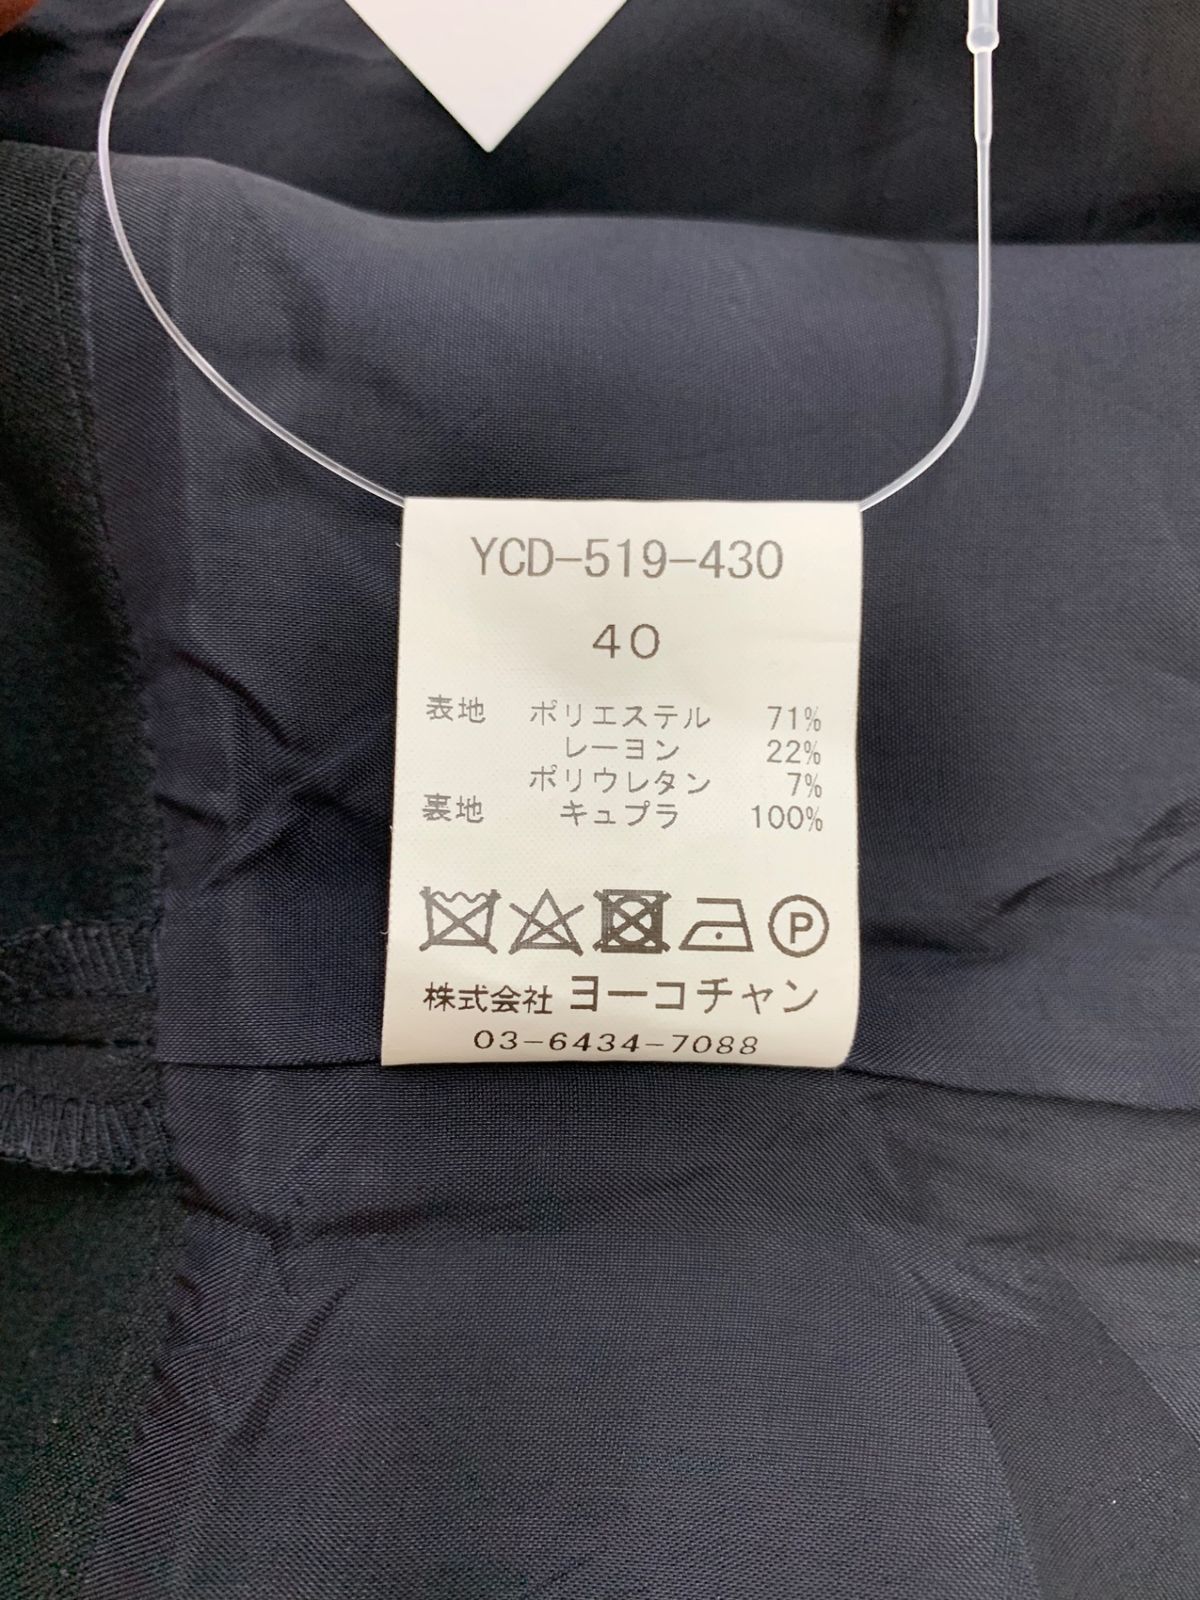 YCD-519-430
40
表地 ポリエステル 71%
レーヨン 22%
ポリウレタン 7%
裏地 キュプラ 100%
P
株式会社 ヨーコチャン
03-6434-7088